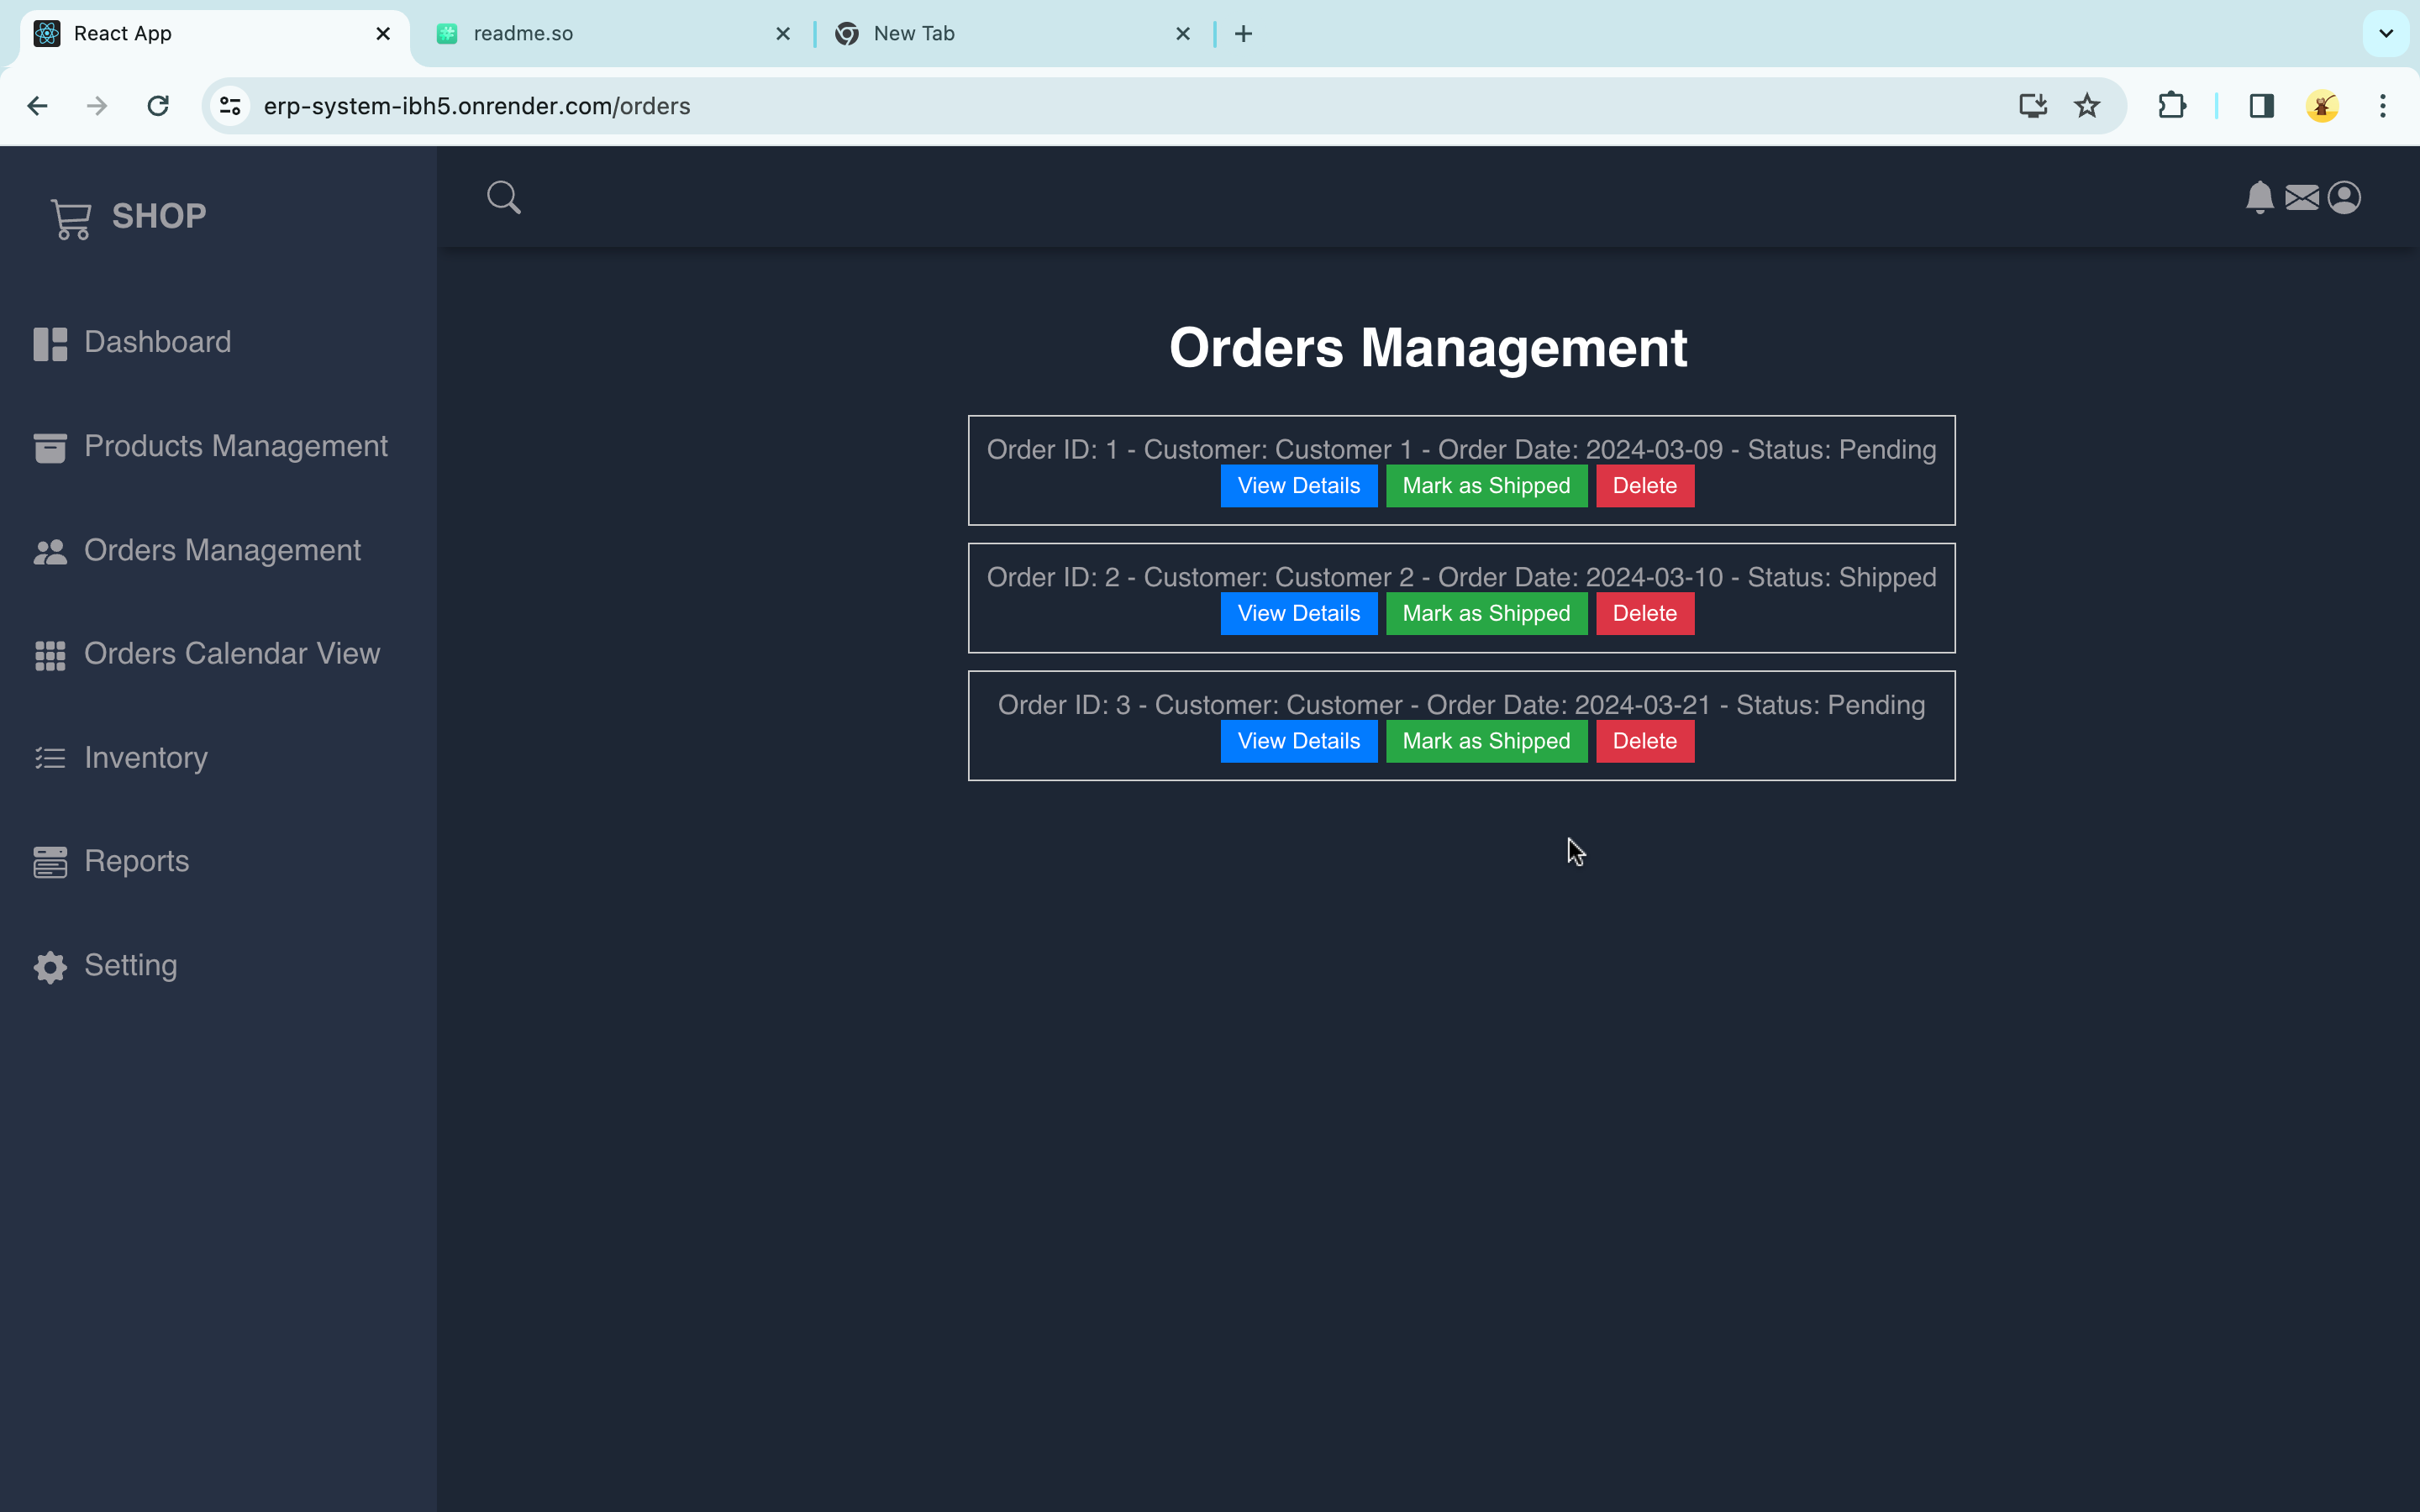 React App
readme.so
New Tab
erp-system-ibh5.onrender.com/orders
SHOP
Dashboard
Products Management
Orders Management
Orders Calendar View
Inventory
Reports
Setting
Orders Management
Order ID: 1 - Customer: Customer 1 - Order Date: 2024-03-09 - Status: Pending
View Details Mark as Shipped Delete
Order ID: 2 - Customer: Customer 2 - Order Date: 2024-03-10 - Status: Shipped
View Details Mark as Shipped Delete
Order ID: 3 - Customer: Customer - Order Date: 2024-03-21 - Status: Pending
View Details Mark as Shipped Delete